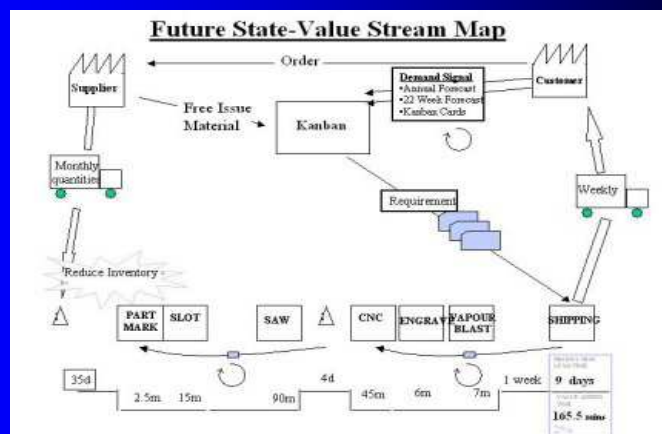 Future State-Value Stream Map
Order
Supplier
Customer
Demand Signal
•Annual Forecast
•22 Week Forecast
•Kanban Cards
Free Issue
Material
Kanban
Monthly
quantities
Weekly
Requirement
Reduce Inventory
PART
MARK
SLOT
SAW
CNC
ENGRAVE
VAPOUR
BLAST
SHIPPING
35d
2.5m
15m
90m
4d
45m
6m
7m
1 week
9 days
165.5 mins